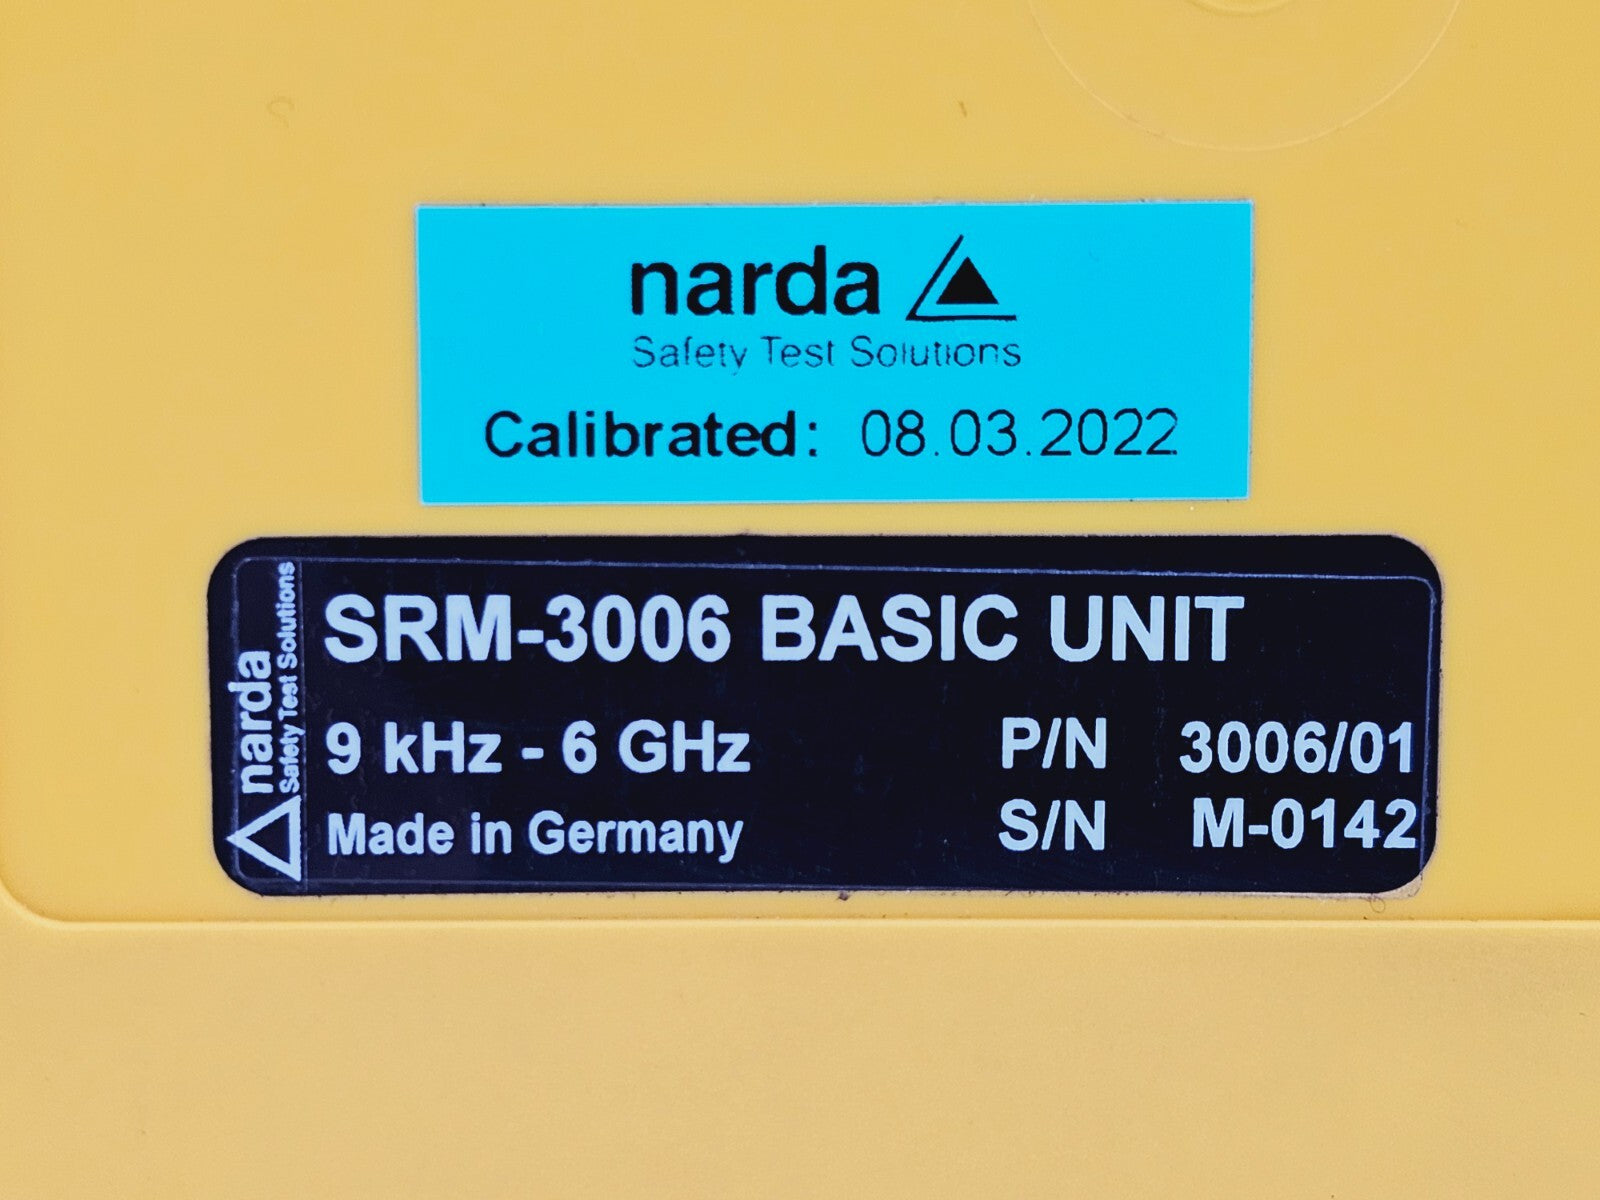 narda
Safety Test Solutions
Calibrated: 08.03.2022
narda
Safety Test Solutions
SRM-3006 BASIC UNIT
9 kHz - 6 GHz P/N 3006/01
Made in Germany S/N M-0142